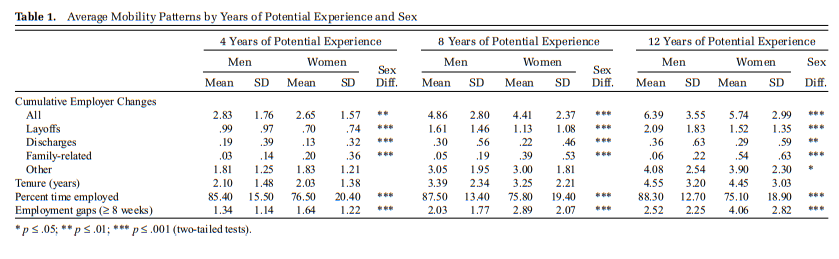 Table 1. Average Mobility Patterns by Years of Potential Experience and Sex
4 Years of Potential Experience 8 Years of Potential Experience 12 Years of Potential Experience
Men Women Sex Diff. Men Women Sex Diff. Men Women Sex Diff.
Mean SD Mean SD Mean SD Mean SD Mean SD Mean SD
Cumulative Employer Changes
All 2.83 1.76 2.65 1.57 ** 4.86 2.80 4.41 2.37 *** 6.39 3.55 5.74 2.99 ***
Layoffs .99 .97 .70 .74 *** 1.61 1.46 1.13 1.08 *** 2.09 1.83 1.52 1.35 ***
Discharges .19 .39 .13 .32 *** .30 .56 .22 .46 *** .36 .63 .29 .59 **
Family-related .03 .14 .20 .36 *** .05 .19 .39 .53 *** .06 .22 .54 .63 ***
Other 1.81 1.25 1.83 1.21 3.05 1.95 3.00 1.81 4.08 2.54 3.90 2.30 *
Tenure (years) 2.10 1.48 2.03 1.38 3.39 2.34 3.25 2.21 4.55 3.20 4.45 3.03
Percent time employed 85.40 15.50 76.50 20.40 *** 87.50 13.40 75.80 19.40 *** 88.30 12.70 75.10 18.90 ***
Employment gaps (≥ 8 weeks) 1.34 1.14 1.64 1.22 *** 2.03 1.77 2.89 2.07 *** 2.52 2.25 4.06 2.82 ***
* p ≤ .05; ** p ≤ .01; *** p ≤ .001 (two-tailed tests).